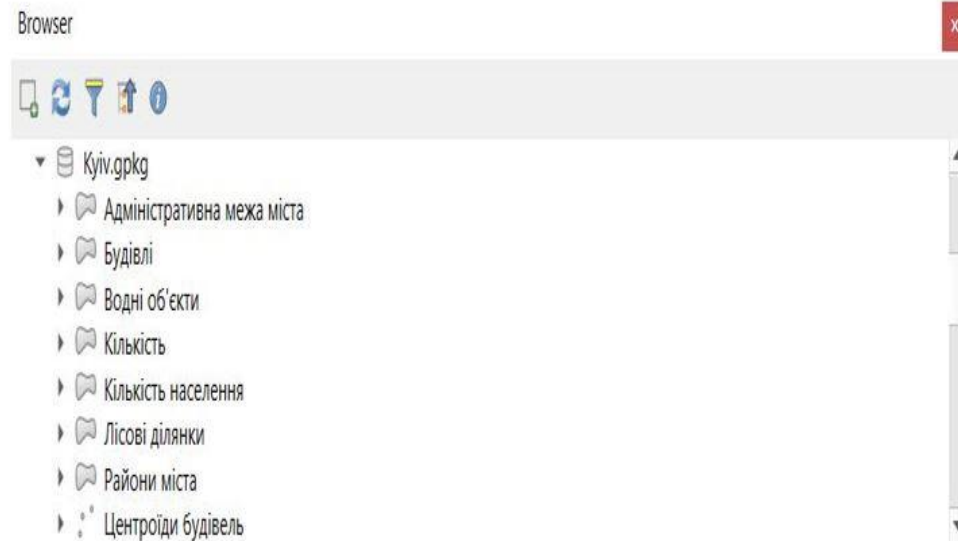 Browser
x
Kyiv.gpkg
Адміністративна межа міста
Будівлі
Водні об'єкти
Кількість
Кількість населення
Лісові ділянки
Райони міста
Центроїди будівель